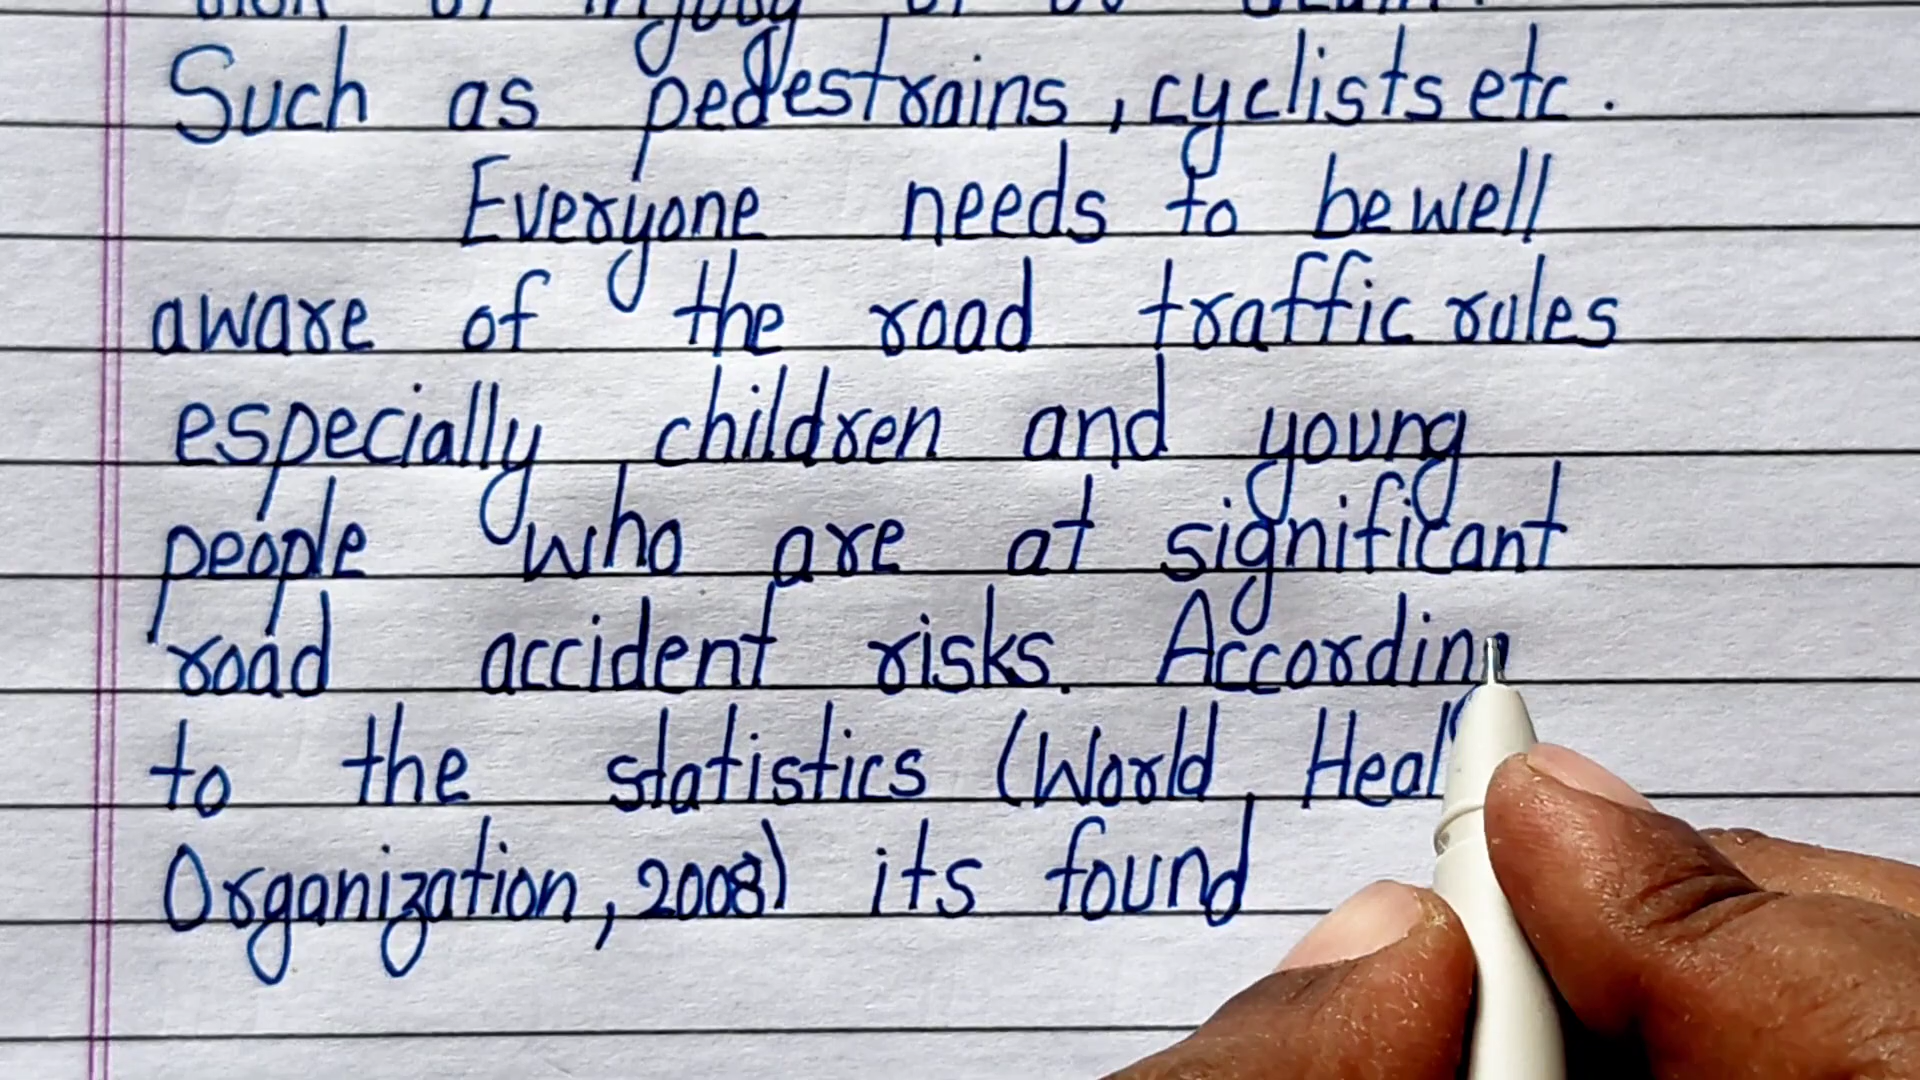 Such as pedestrains, cyclists etc.
Everyone needs to be well
aware of the road traffic rules
especially children and young
people who are at significant
road accident risks. Accordin
to the statistics (World Heal
Organization, 2008) its found